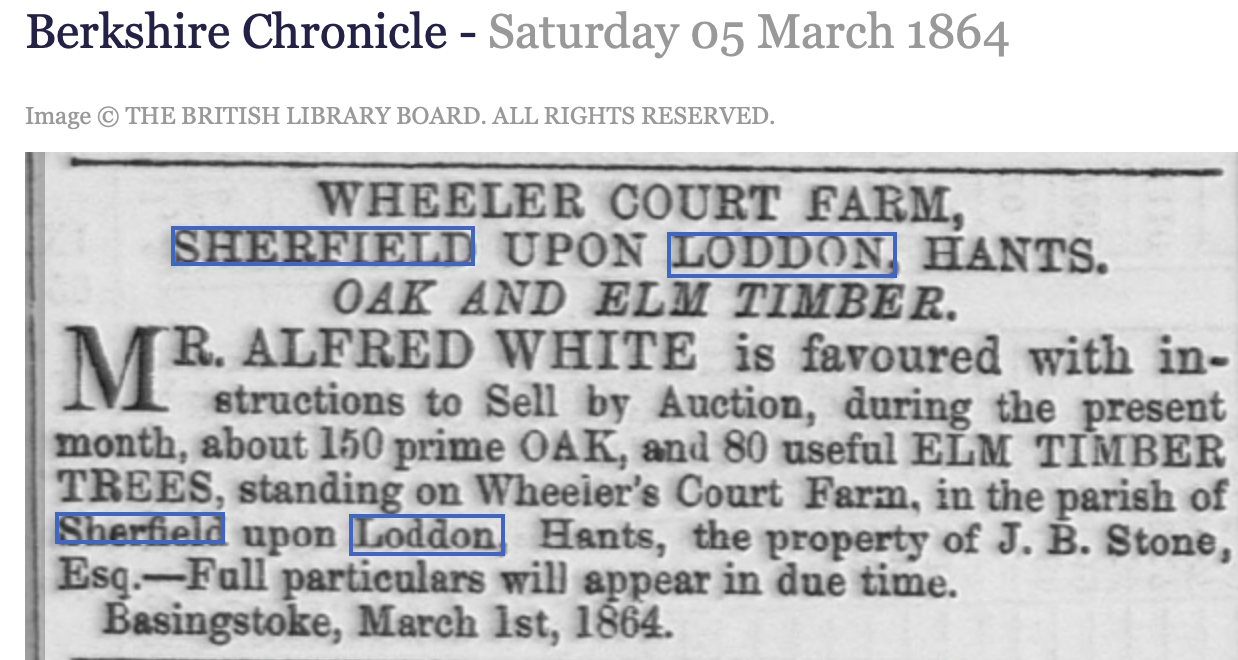 Berkshire Chronicle - Saturday 05 March 1864
Image © THE BRITISH LIBRARY BOARD. ALL RIGHTS RESERVED.
WHEELER COURT FARM,
SHERFIELD UPON LODDON, HANTS.
OAK AND ELM TIMBER.
MR. ALFRED WHITE is favoured with in-
structions to Sell by Auction, during the present
month, about 150 prime OAK, and 80 useful ELM TIMBER
TREES, standing on Wheeler's Court Farm, in the parish of
Sherfield upon Loddon, Hants, the property of J. B. Stone,
Esq.—Full particulars will appear in due time.
Basingstoke, March 1st, 1864.